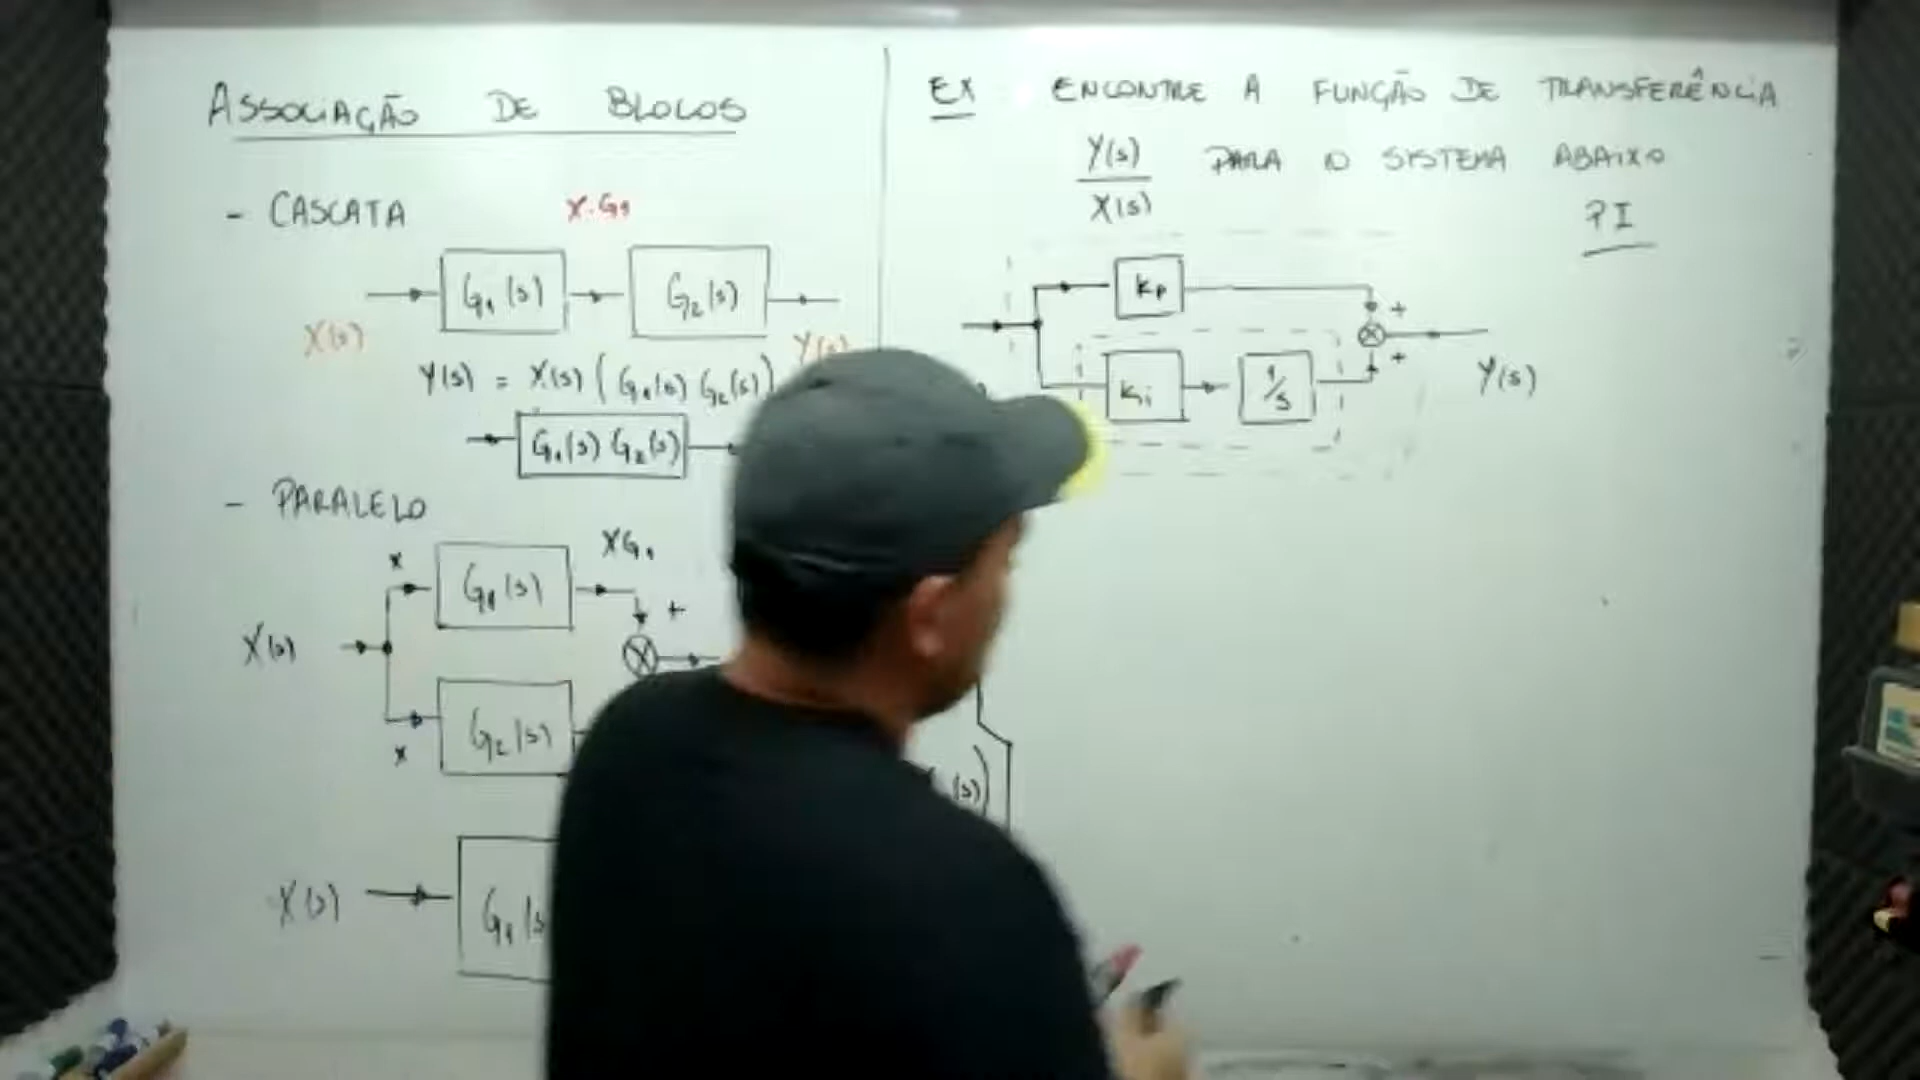 ASSOCIAÇÃO DE BLOCOS
- CASCATA
X.G1
X(s)
G1(s)
G2(s)
Y(s)
Y(s) = X(s) ( G1(s) G2(s)
G1(s) G2(s)
- PARALELO
X(s)
x
G1(s)
XG1
+
x
G2(s)
(s))
X(s)
G1(s
EX ENCONTRE A FUNÇÃO DE TRANSFERÊNCIA
Y(s)
X(s)
PARA O SISTEMA ABAIXO
PI
kp
+
ki
1/s
+
Y(s)